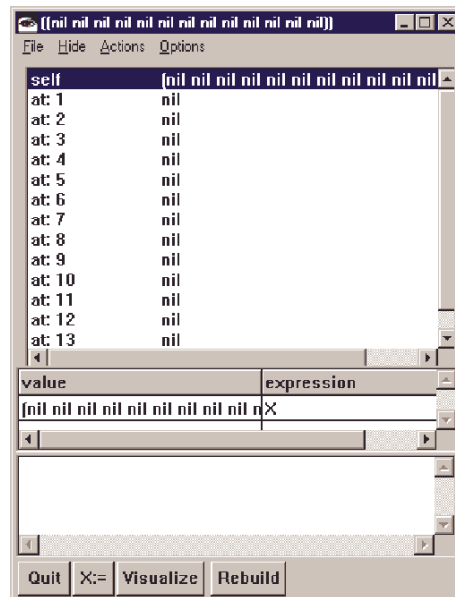 ((nil nil nil nil nil nil nil nil nil nil nil nil nil))
File Hide Actions Options
self (nil nil nil nil nil nil nil nil nil nil nil
at: 1 nil
at: 2 nil
at: 3 nil
at: 4 nil
at: 5 nil
at: 6 nil
at: 7 nil
at: 8 nil
at: 9 nil
at: 10 nil
at: 11 nil
at: 12 nil
at: 13 nil
value expression
(nil nil nil nil nil nil nil nil nil n X
Quit X:= Visualize Rebuild